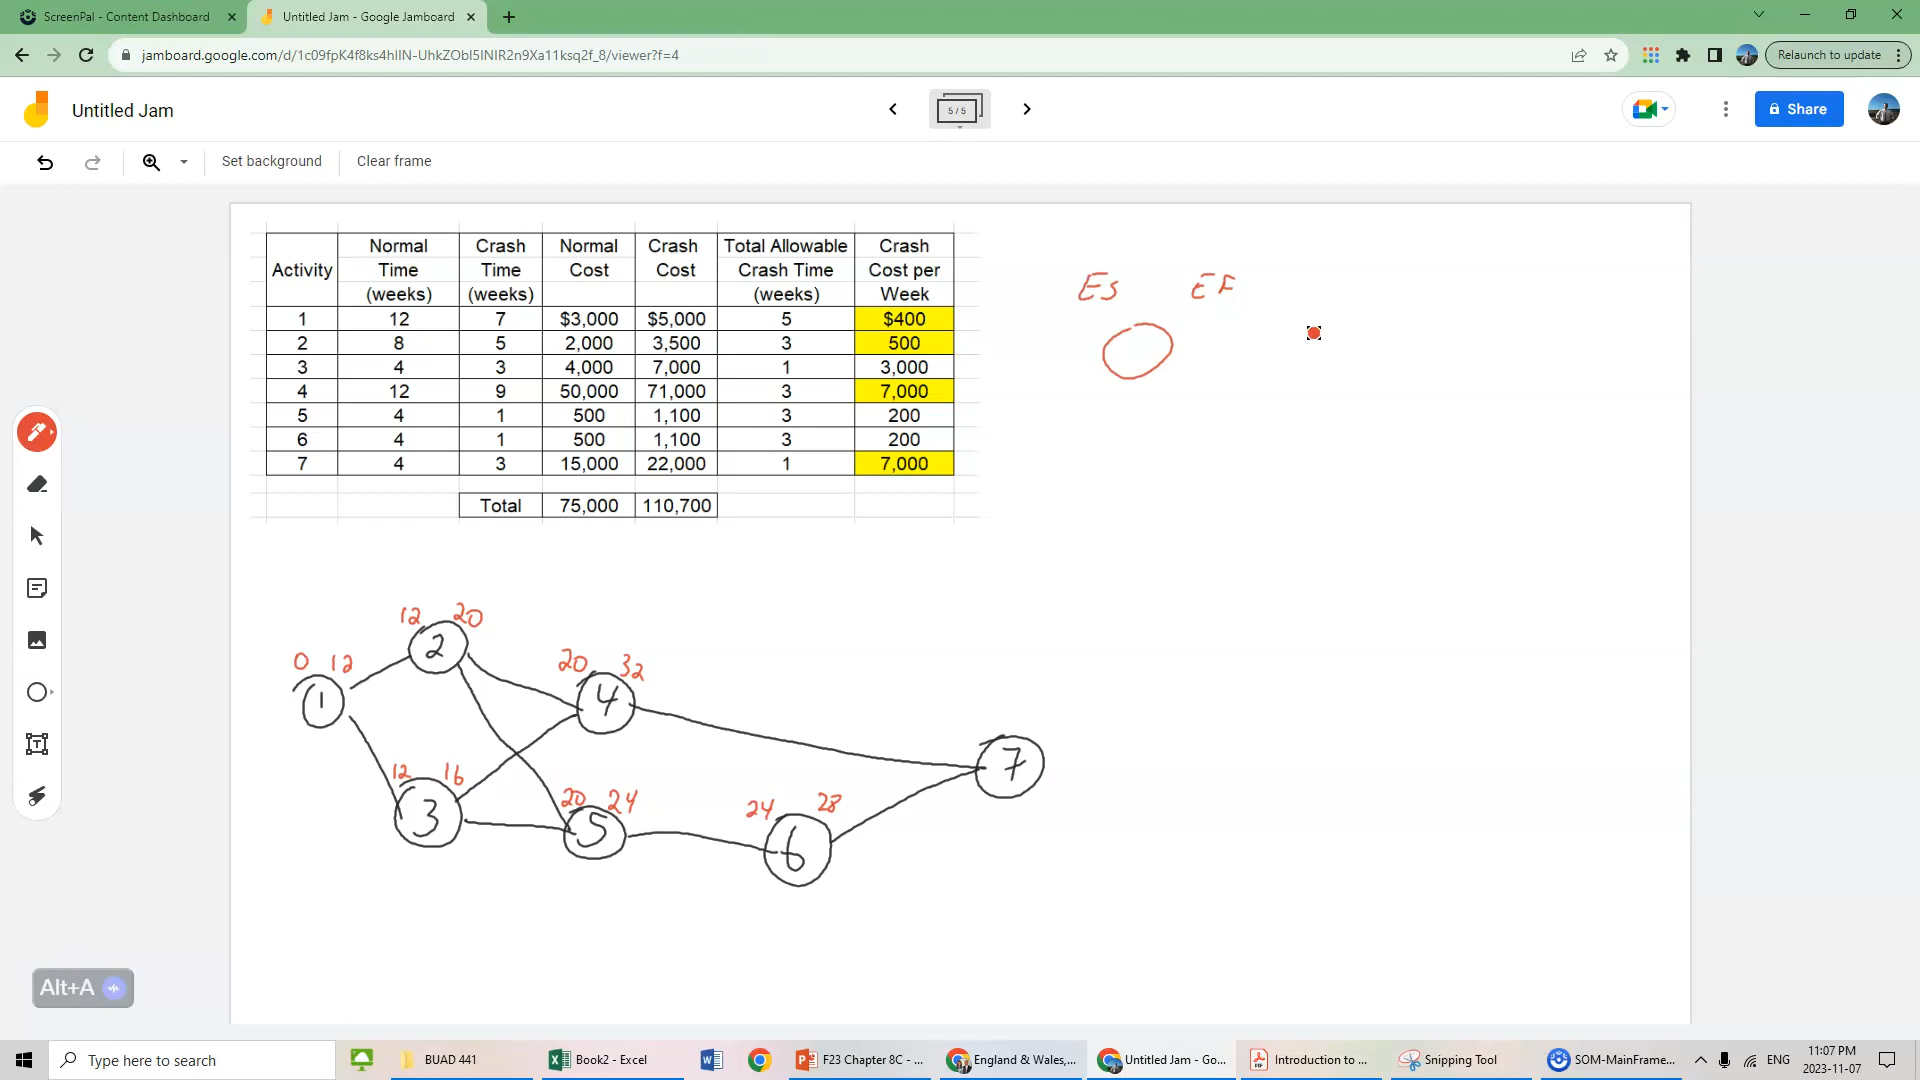 ScreenPal - Content Dashboard
Untitled Jam - Google Jamboard
Relaunch to update
Untitled Jam
5 / 5
Share
Set background
Clear frame
Activity Normal Time (weeks) Crash Time (weeks) Normal Cost Crash Cost Total Allowable Crash Time (weeks) Crash Cost per Week
1 12 7 $3,000 $5,000 5 $400
2 8 5 2,000 3,500 3 500
3 4 3 4,000 7,000 1 3,000
4 12 9 50,000 71,000 3 7,000
5 4 1 500 1,100 3 200
6 4 1 500 1,100 3 200
7 4 3 15,000 22,000 1 7,000
Total 75,000 110,700
ES EF
12 20
2
0 12
1
20 32
4
7
12 16
3
20 24
5
24 28
6
Alt+A
Type here to search
BUAD 441
Book2 - Excel
F23 Chapter 8C - ...
England & Wales,...
Untitled Jam - Go...
Introduction to ...
Snipping Tool
SOM-MainFrame...
ENG
11:07 PM
2023-11-07